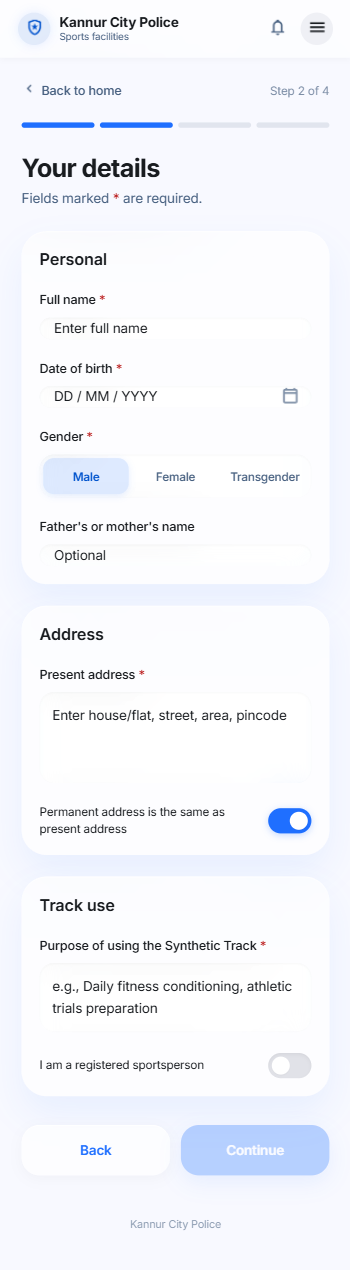 Kannur City Police
Sports facilities
Back to home
Step 2 of 4
Your details
Fields marked * are required.
Personal
Full name *
Enter full name
Date of birth *
DD / MM / YYYY
Gender *
Male
Female
Transgender
Father's or mother's name
Optional
Address
Present address *
Enter house/flat, street, area, pincode
Permanent address is the same as
present address
Track use
Purpose of using the Synthetic Track *
e.g., Daily fitness conditioning, athletic
trials preparation
I am a registered sportsperson
Back
Continue
Kannur City Police